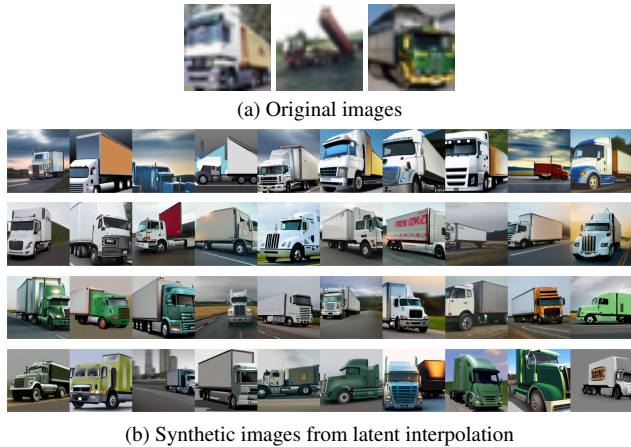 (a) Original images
(b) Synthetic images from latent interpolation